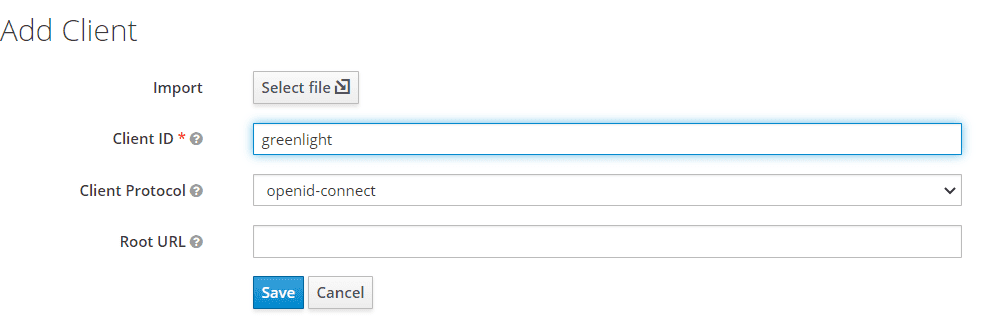 Add Client
Import Select file
Client ID * greenlight
Client Protocol openid-connect
Root URL
Save Cancel